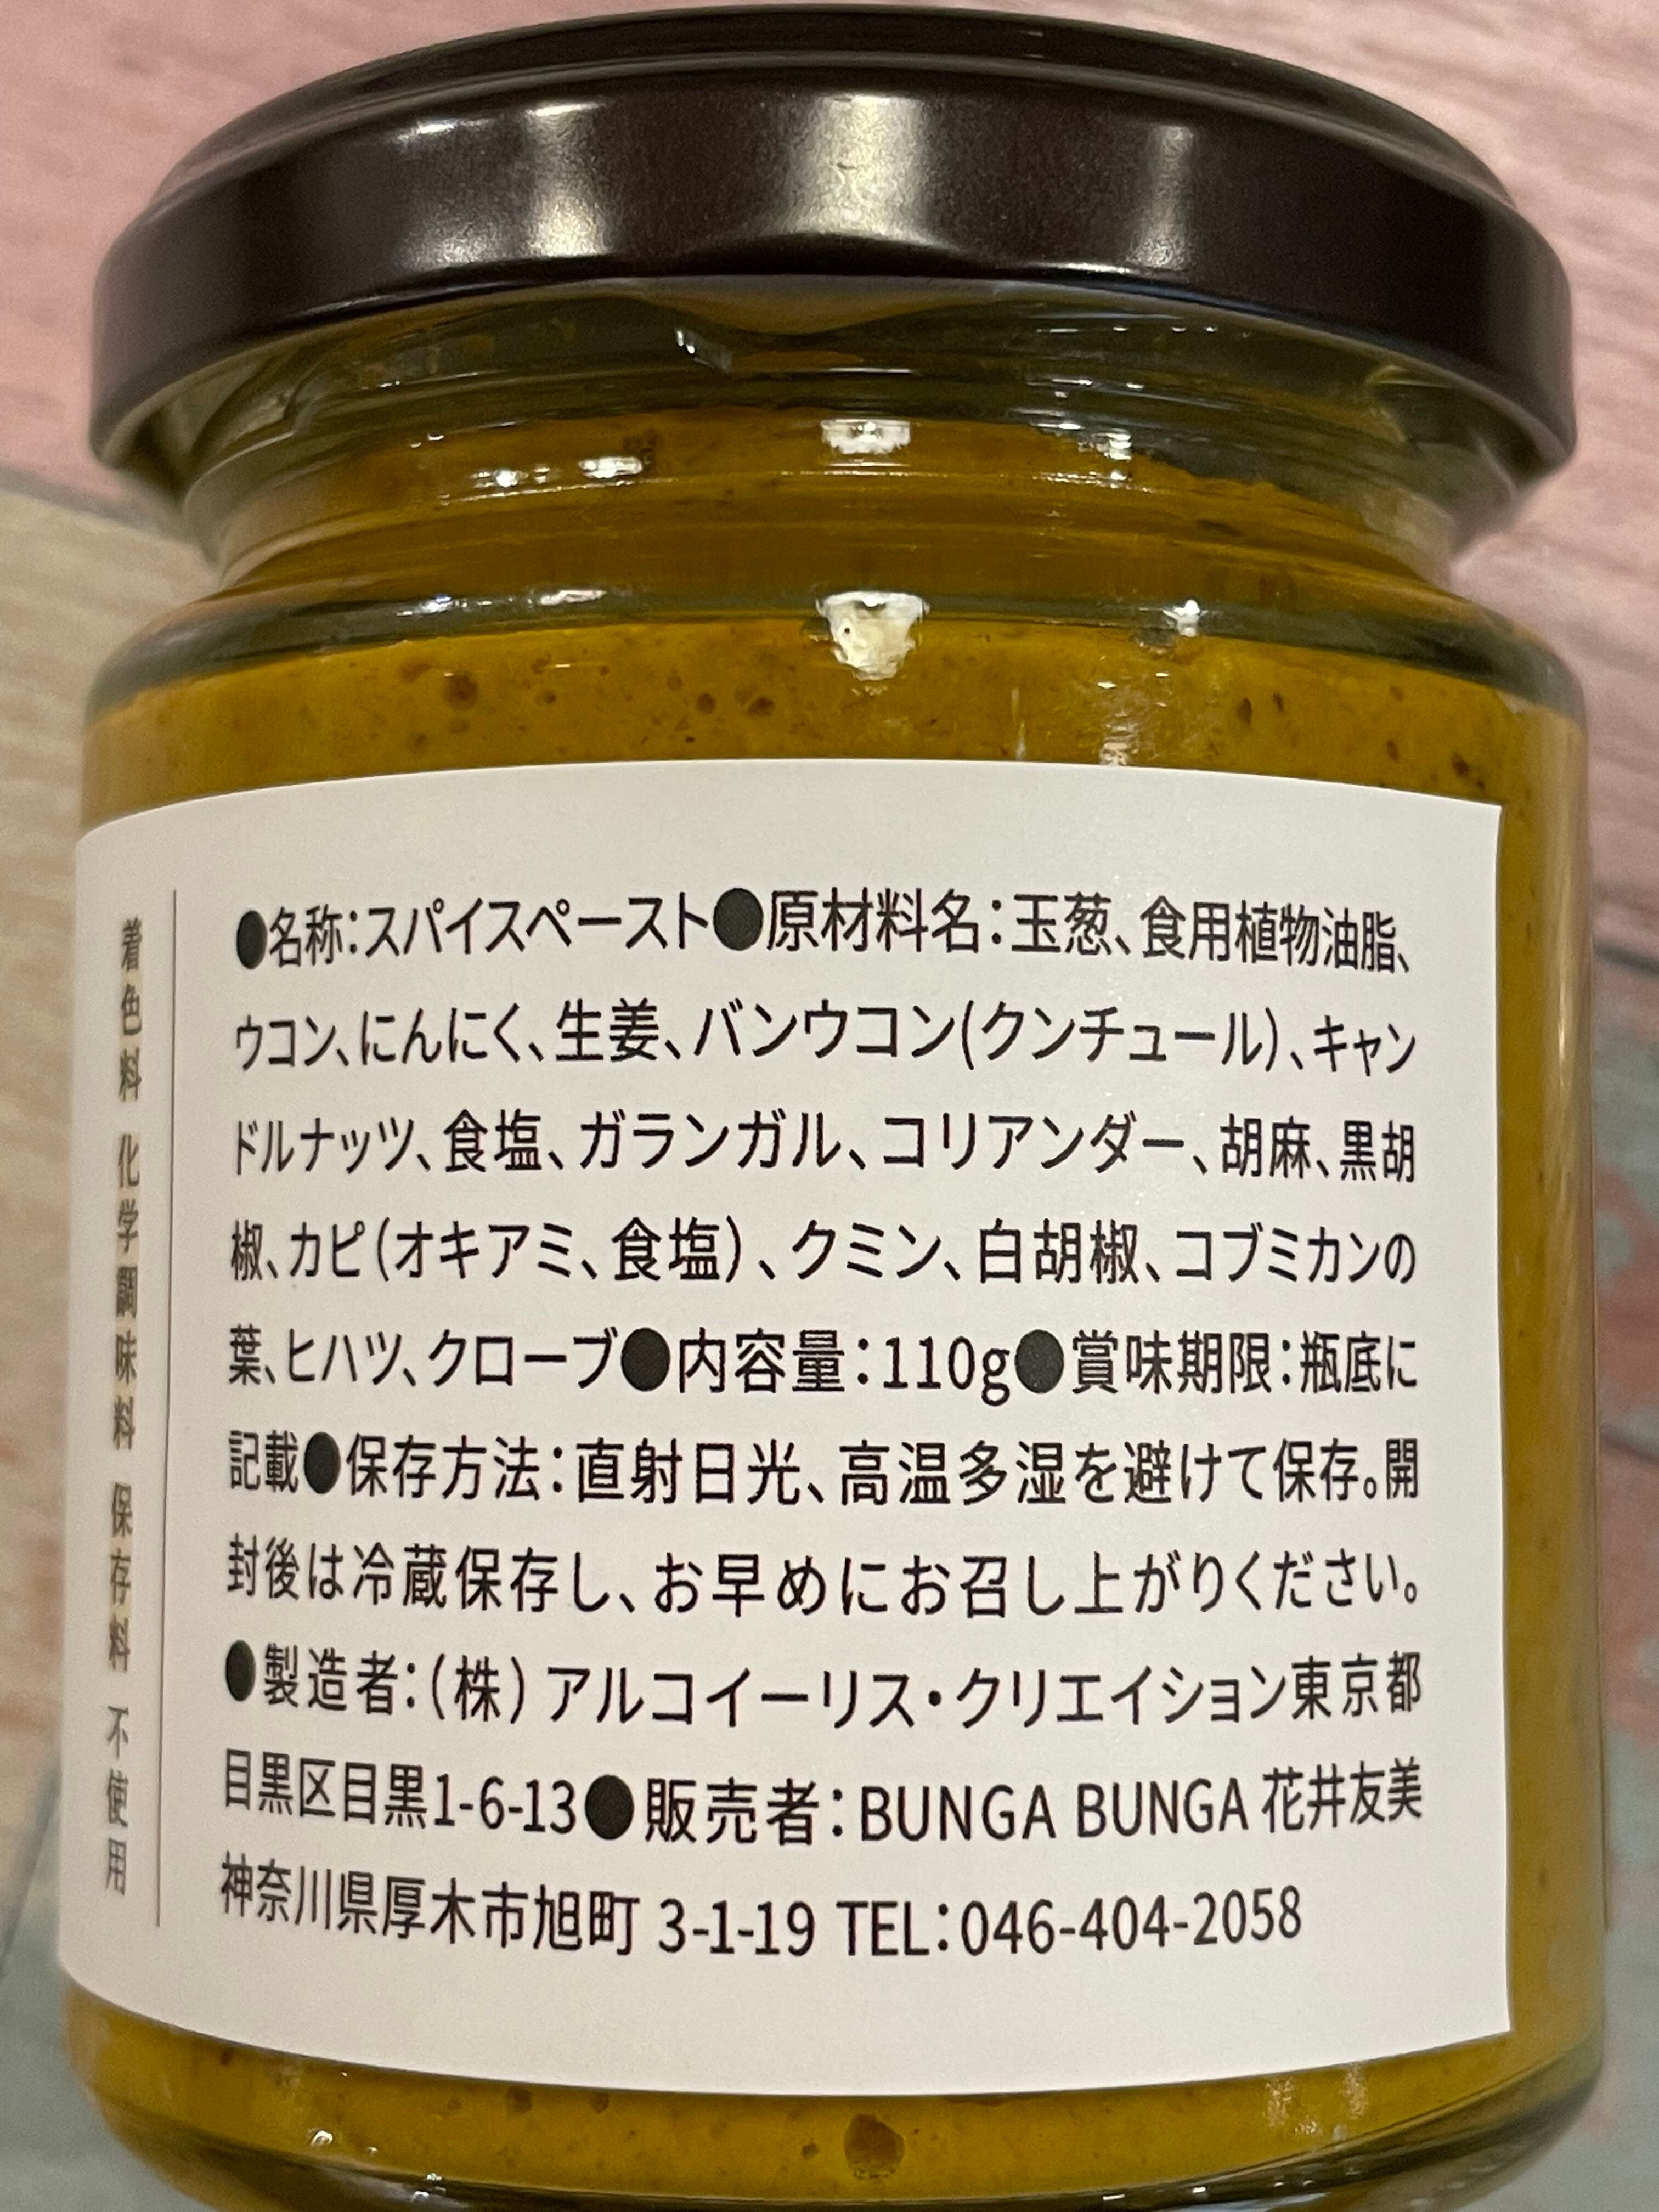 着色料 化学調味料 保存料 不使用
●名称:スパイスペースト●原材料名:玉葱、食用植物油脂、
ウコン、にんにく、生姜、バンウコン(クンチュール)、キャン
ドルナッツ、食塩、ガランガル、コリアンダー、胡麻、黒胡
椒、カピ(オキアミ、食塩)、クミン、白胡椒、コブミカンの
葉、ヒハツ、クローブ●内容量:110g●賞味期限:瓶底に
記載●保存方法:直射日光、高温多湿を避けて保存。開
封後は冷蔵保存し、お早めにお召し上がりください。
●製造者:(株)アルコイーリス・クリエイション東京都
目黒区目黒1-6-13●販売者:BUNGA BUNGA 花井友美
神奈川県厚木市旭町 3-1-19 TEL:046-404-2058